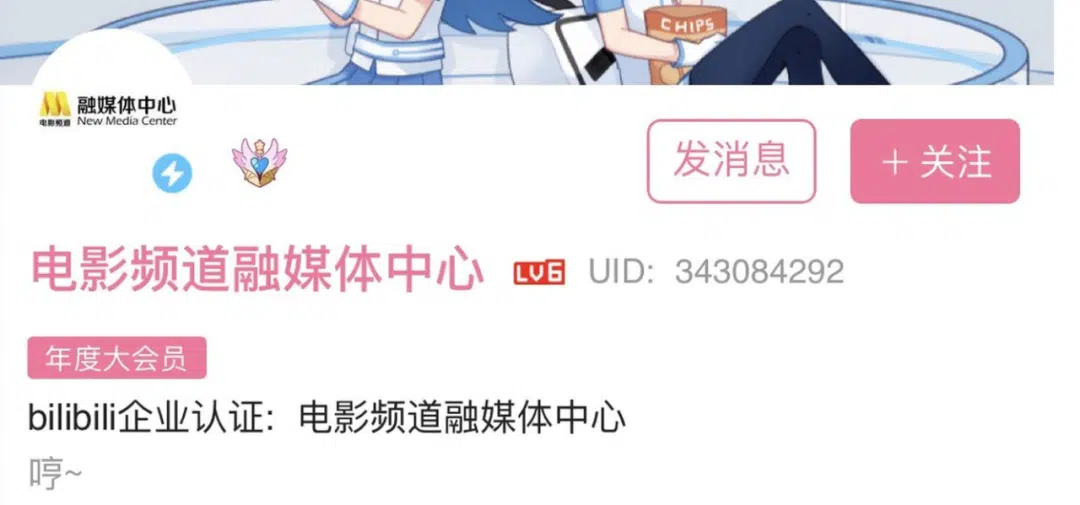 CHIPS
融媒体中心
电影频道 New Media Center
发消息
+ 关注
电影频道融媒体中心 LV6 UID: 343084292
年度大会员
bilibili企业认证: 电影频道融媒体中心
哼~